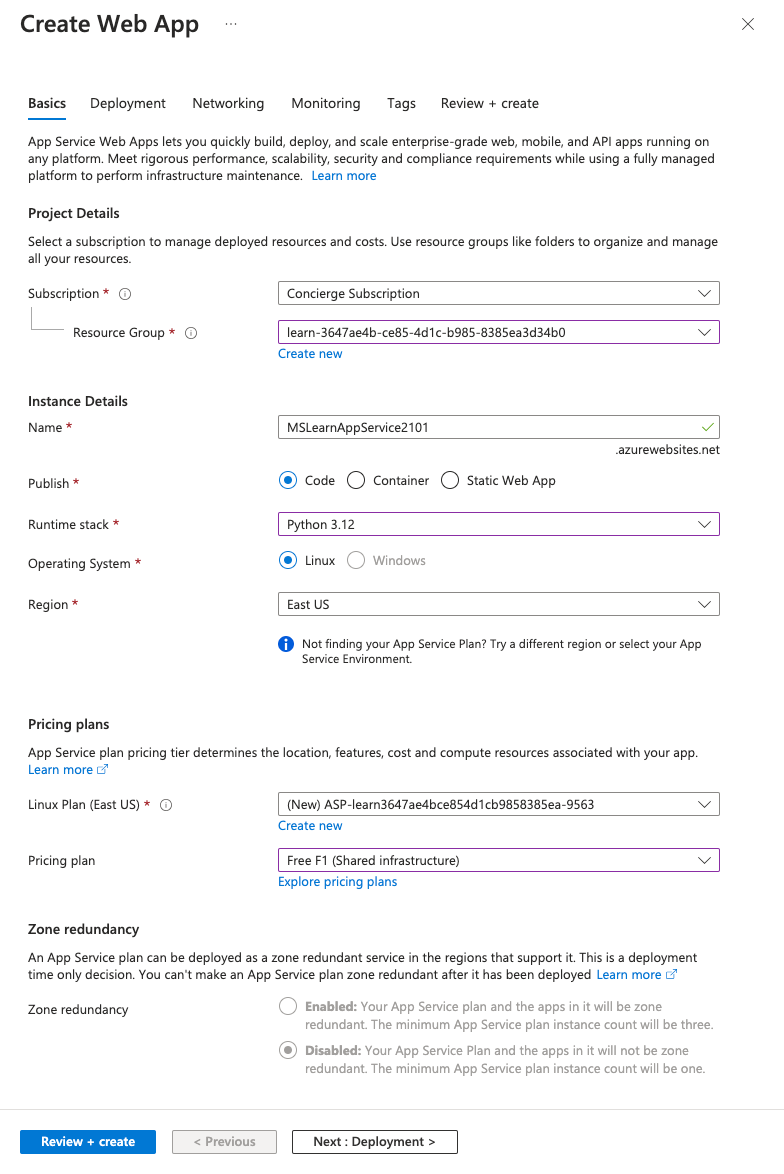 Create Web App ...
Basics Deployment Networking Monitoring Tags Review + create
App Service Web Apps lets you quickly build, deploy, and scale enterprise-grade web, mobile, and API apps running on
any platform. Meet rigorous performance, scalability, security and compliance requirements while using a fully managed
platform to perform infrastructure maintenance. Learn more
Project Details
Select a subscription to manage deployed resources and costs. Use resource groups like folders to organize and manage
all your resources.
Subscription * Concierge Subscription
Resource Group * learn-3647ae4b-ce85-4d1c-b985-8385ea3d34b0
Create new
Instance Details
Name * MSLearnAppService2101
.azurewebsites.net
Publish * Code Container Static Web App
Runtime stack * Python 3.12
Operating System * Linux Windows
Region * East US
Not finding your App Service Plan? Try a different region or select your App
Service Environment.
Pricing plans
App Service plan pricing tier determines the location, features, cost and compute resources associated with your app.
Learn more
Linux Plan (East US) * (New) ASP-learn3647ae4bce854d1cb9858385ea-9563
Create new
Pricing plan Free F1 (Shared infrastructure)
Explore pricing plans
Zone redundancy
An App Service plan can be deployed as a zone redundant service in the regions that support it. This is a deployment
time only decision. You can't make an App Service plan zone redundant after it has been deployed Learn more
Zone redundancy Enabled: Your App Service plan and the apps in it will be zone
redundant. The minimum App Service plan instance count will be three.
Disabled: Your App Service Plan and the apps in it will not be zone
redundant. The minimum App Service plan instance count will be one.
Review + create < Previous Next : Deployment >